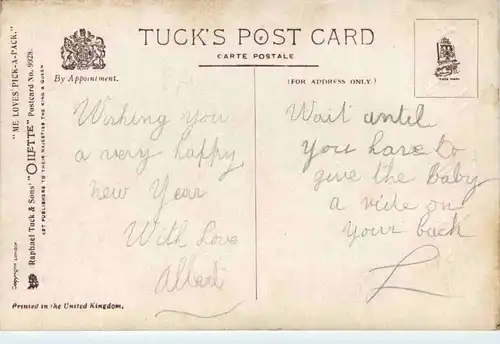 TUCK'S POST CARD
CARTE POSTALE
By Appointment.
(FOR ADDRESS ONLY.)
"ME LOVES PICK-A-PACK."
Raphael Tuck & Sons' "OILETTE" Postcard No. 9928.
ART PUBLISHERS TO THEIR MAJESTIES THE KING & QUEEN
Copyright London
Wishing you
a very happy
new Year
With Love
Albert
Wait until
you have to
give the Baby
a ride on
your back
L
Printed in the United Kingdom.